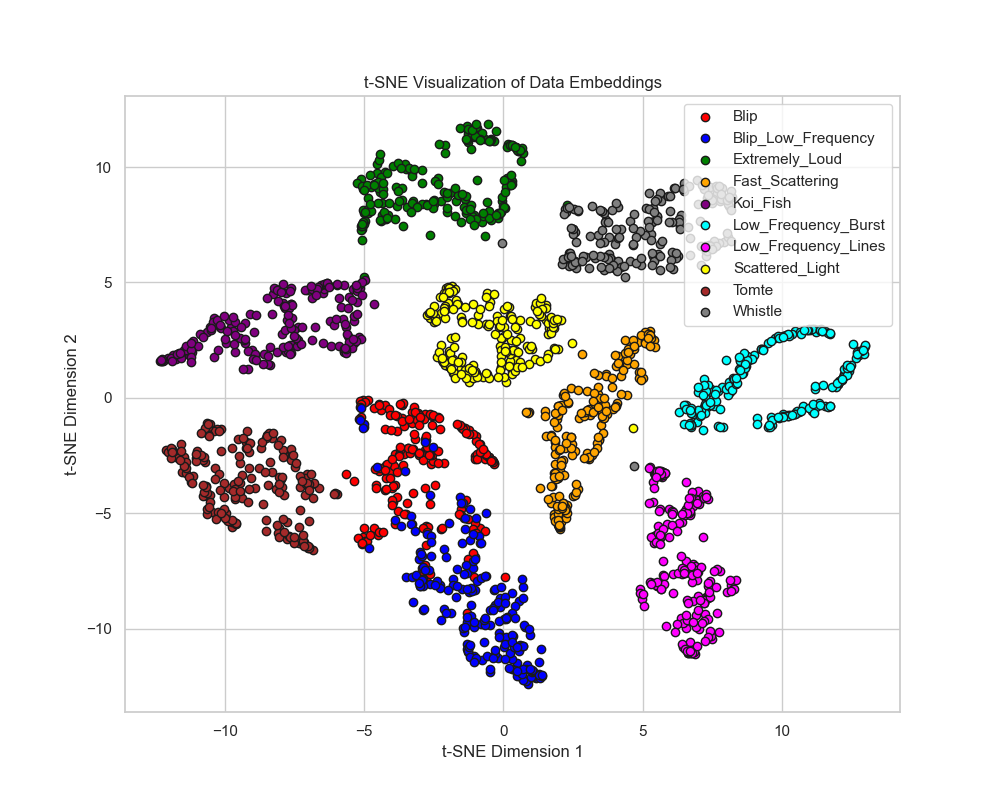 t-SNE Visualization of Data Embeddings
Blip
Blip_Low_Frequency
Extremely_Loud
Fast_Scattering
Koi_Fish
Low_Frequency_Burst
Low_Frequency_Lines
Scattered_Light
Tomte
Whistle
10
5
0
−5
−10
t-SNE Dimension 2
−10
−5
0
5
10
t-SNE Dimension 1